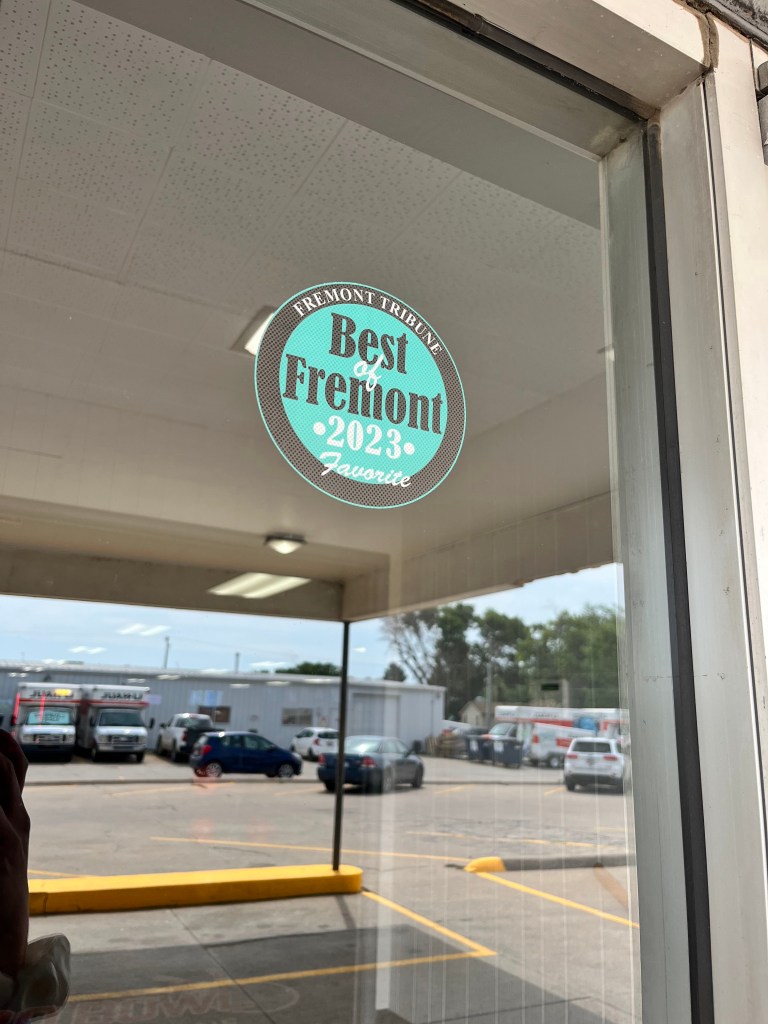 FREMONT TRIBUNE
Best
of
Fremont
•2023•
Favorite